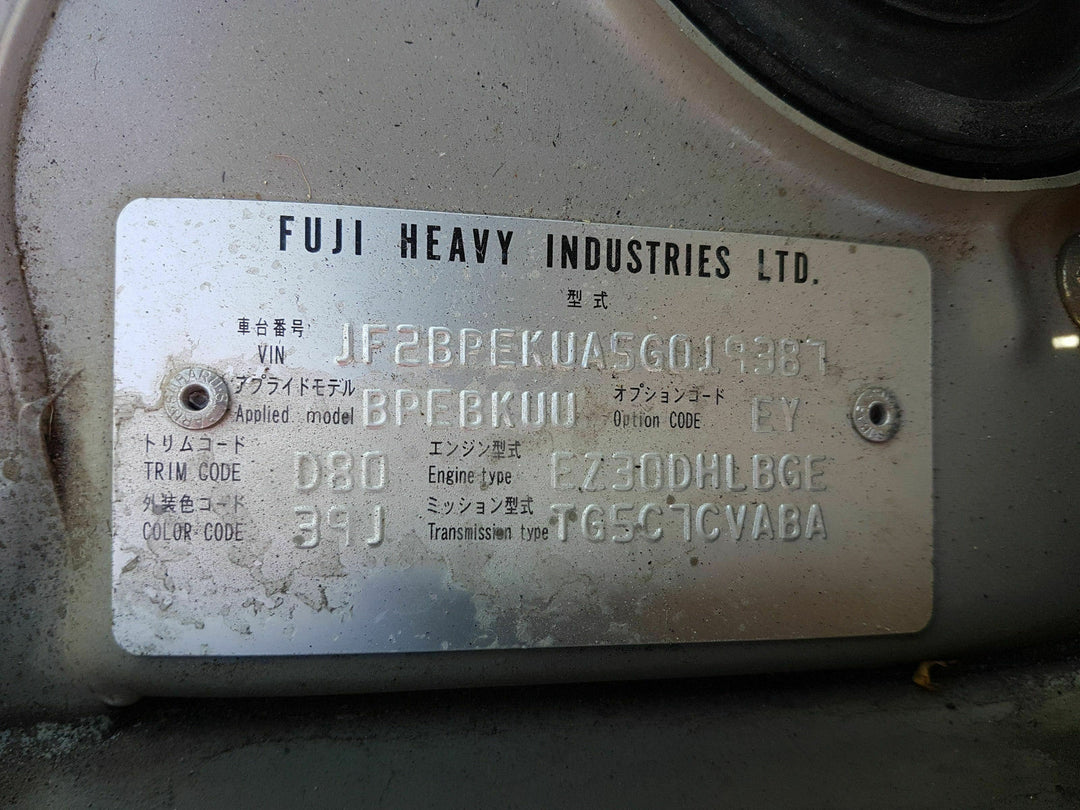 FUJI HEAVY INDUSTRIES LTD.
型式
車台番号
VIN JF2BPEKUA5G019387
アプライドモデル オプションコード
Applied model BPEBKUU Option CODE EY
トリムコード エンジン型式
TRIM CODE D80 Engine type EZ30DHLBGE
外装色コード ミッション型式
COLOR CODE 39J Transmission type TG5C7CVABA